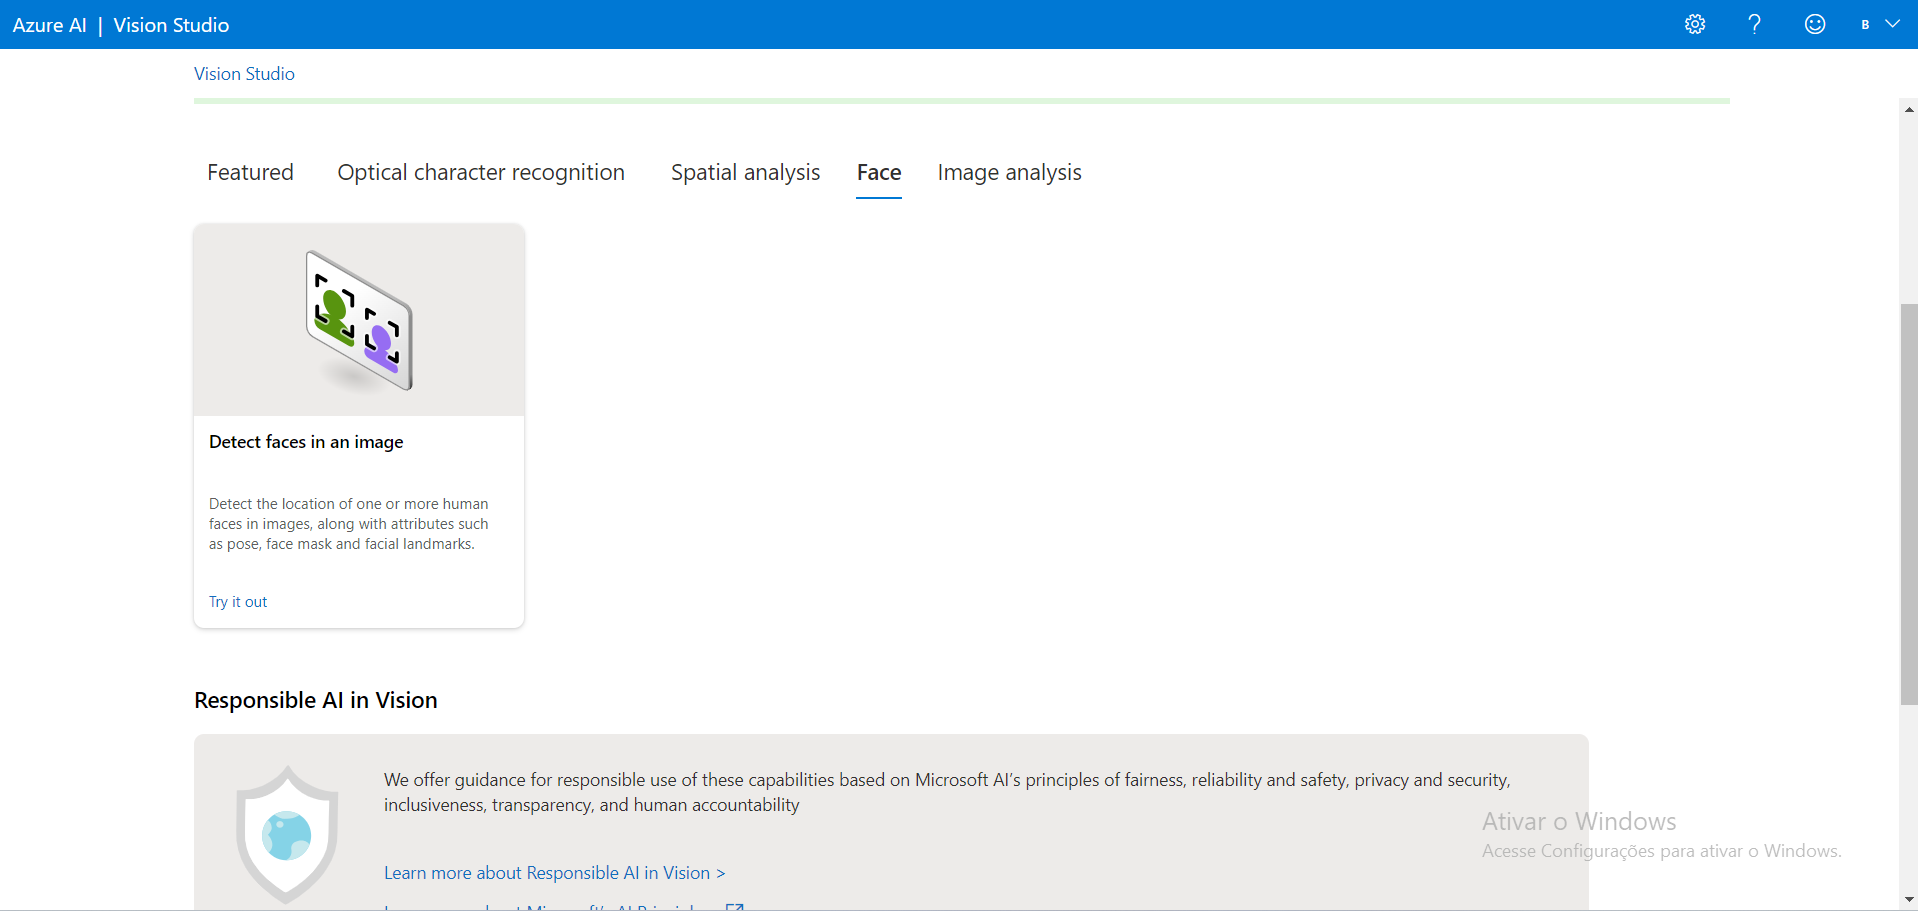 Azure AI | Vision Studio
B
Vision Studio
Featured Optical character recognition Spatial analysis Face Image analysis
Detect faces in an image
Detect the location of one or more human
faces in images, along with attributes such
as pose, face mask and facial landmarks.
Try it out
Responsible AI in Vision
We offer guidance for responsible use of these capabilities based on Microsoft AI's principles of fairness, reliability and safety, privacy and security,
inclusiveness, transparency, and human accountability
Learn more about Responsible AI in Vision >
Ativar o Windows
Acesse Configurações para ativar o Windows.